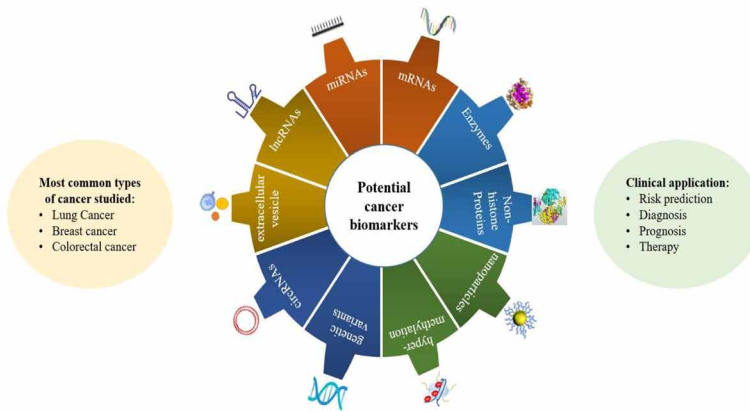 Most common types
of cancer studied:
• Lung Cancer
• Breast cancer
• Colorectal cancer
Potential
cancer
biomarkers
miRNAs
mRNAs
Enzymes
Non-
histone
Proteins
nanoparticles
hyper-
methylation
genetic
variants
circRNAs
extracellular
vesicle
lncRNAs
Clinical application:
• Risk prediction
• Diagnosis
• Prognosis
• Therapy